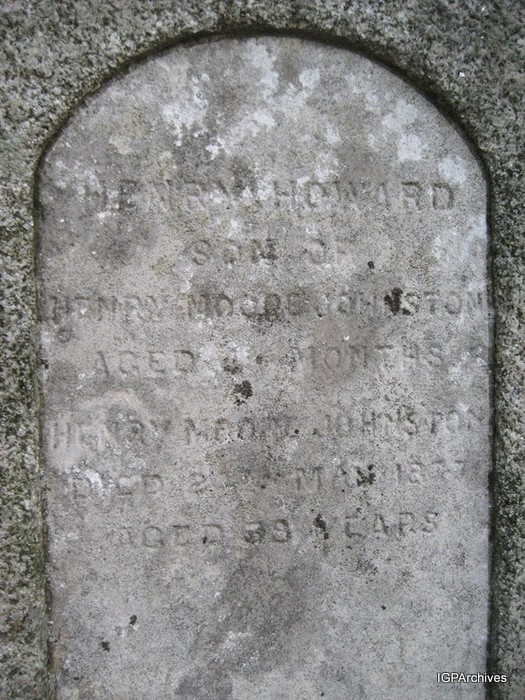 HENRY HOWARD
SON OF
HENRY MOORE JOHNSTON
AGED MONTHS
HENRY MOORE JOHNSTON
DIED MAY
AGED YEARS
IGPArchives